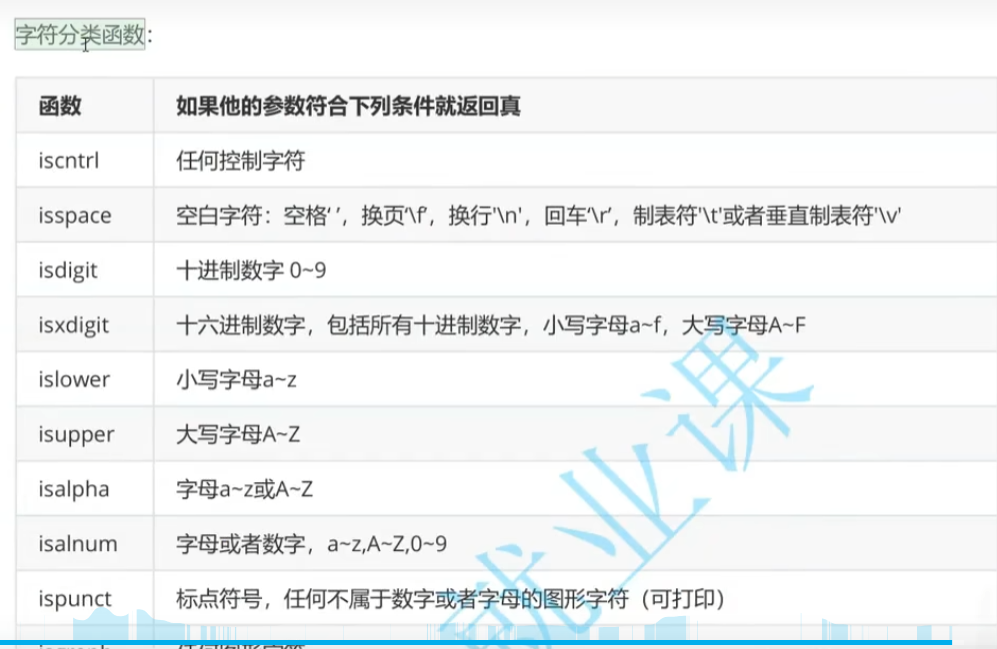 字符分类函数:
函数 如果他的参数符合下列条件就返回真
iscntrl 任何控制字符
isspace 空白字符：空格‘ ’，换页‘\f’，换行'\n'，回车‘\r’，制表符'\t'或者垂直制表符'\v'
isdigit 十进制数字 0~9
isxdigit 十六进制数字，包括所有十进制数字，小写字母a~f，大写字母A~F
islower 小写字母a~z
isupper 大写字母A~Z
isalpha 字母a~z或A~Z
isalnum 字母或者数字，a~z,A~Z,0~9
ispunct 标点符号，任何不属于数字或者字母的图形字符（可打印）
就业课